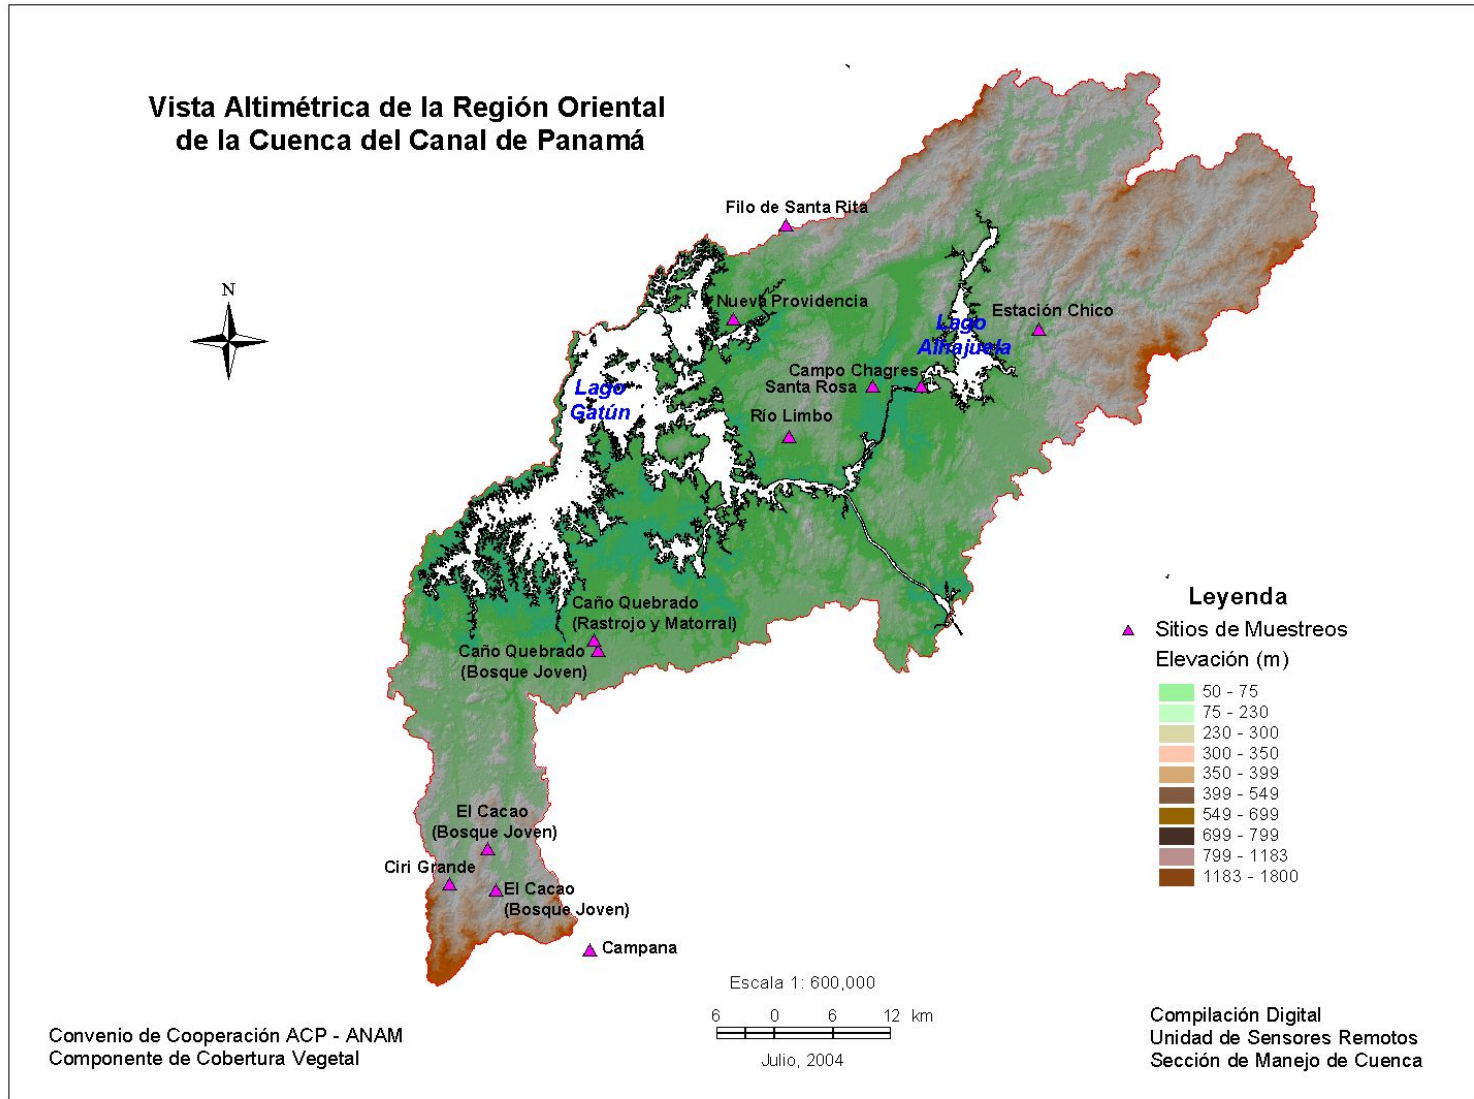 Vista Altimétrica de la Región Oriental
de la Cuenca del Canal de Panamá
N
Filo de Santa Rita
Nueva Providencia
Estación Chico
Lago
Alhajuela
Campo Chagres
Santa Rosa
Lago
Gatún
Río Limbo
Caño Quebrado
(Rastrojo y Matorral)
Caño Quebrado
(Bosque Joven)
El Cacao
(Bosque Joven)
Ciri Grande
El Cacao
(Bosque Joven)
Campana
Leyenda
Sitios de Muestreos
Elevación (m)
50 - 75
75 - 230
230 - 300
300 - 350
350 - 399
399 - 549
549 - 699
699 - 799
799 - 1183
1183 - 1800
Escala 1: 600,000
6 0 6 12 km
Julio, 2004
Convenio de Cooperación ACP - ANAM
Componente de Cobertura Vegetal
Compilación Digital
Unidad de Sensores Remotos
Sección de Manejo de Cuenca